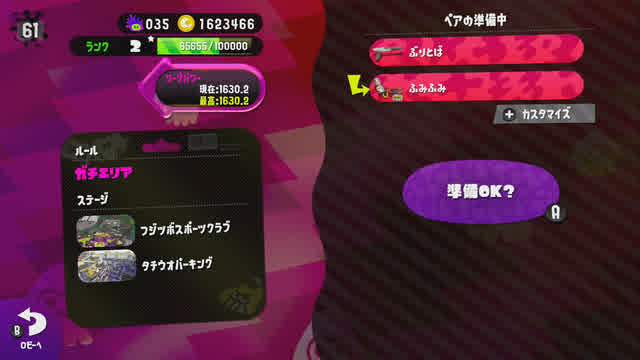 61
035 1623466
ランク 2 65655/100000
リーグパワー
現在:1630.2
最高:1630.2
ルール
ガチエリア
ステージ
フジツボスポーツクラブ
タチウオパーキング
B
ロビーへ
ペアの準備中
ぷりとぱ
ふみふみ
+ カスタマイズ
準備OK?
A